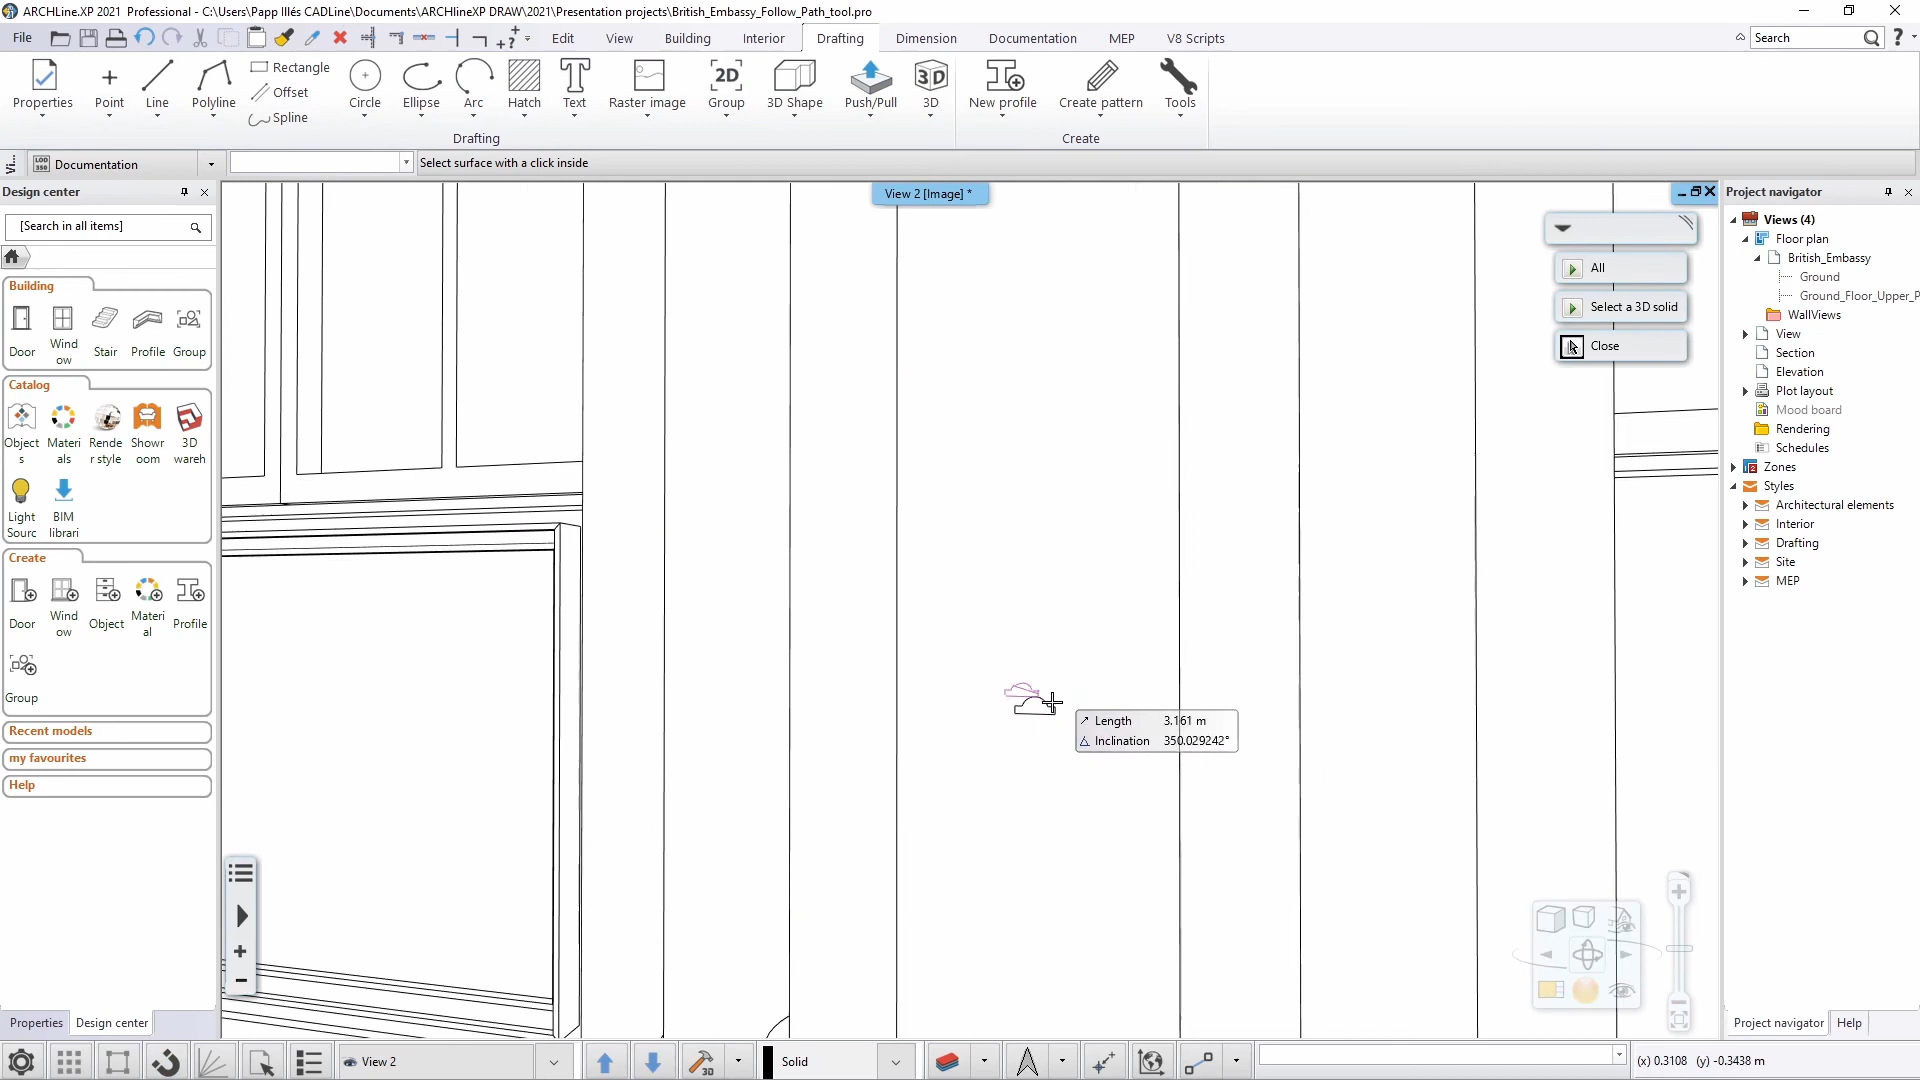 ARCHLine.XP 2021  Professional - C:\Users\Papp Illés CADLine\Documents\ARCHlineXP DRAW\2021\Presentation projects\British_Embassy_Follow_Path_tool.pro
File
Edit
View
Building
Interior
Drafting
Dimension
Documentation
MEP
V8 Scripts
Search
Properties
Point
Line
Polyline
Rectangle
Offset
Spline
Circle
Ellipse
Arc
Hatch
Text
Raster image
2D
Group
3D Shape
Push/Pull
3D
3D
New profile
Create pattern
Tools
Drafting
Create
Documentation
Select surface with a click inside
Design center
[Search in all items]
Building
Door
Wind
ow
Stair
Profile
Group
Catalog
Object
s
Materi
als
Rende
r style
Showr
oom
3D
wareh
Light
Sourc
BIM
librari
Create
Door
Wind
ow
Object
Materi
al
Profile
Group
Recent models
my favourites
Help
Properties
Design center
View 2 [Image] *
All
Select a 3D solid
Close
Length 3.161 m
Inclination 350.029242°
Project navigator
Views (4)
Floor plan
British_Embassy
Ground
Ground_Floor_Upper_P
WallViews
View
Section
Elevation
Plot layout
Mood board
Rendering
Schedules
Zones
Styles
Architectural elements
Interior
Drafting
Site
MEP
Project navigator
Help
View 2
3D
Solid
(x) 0.3108  (y) -0.3438 m